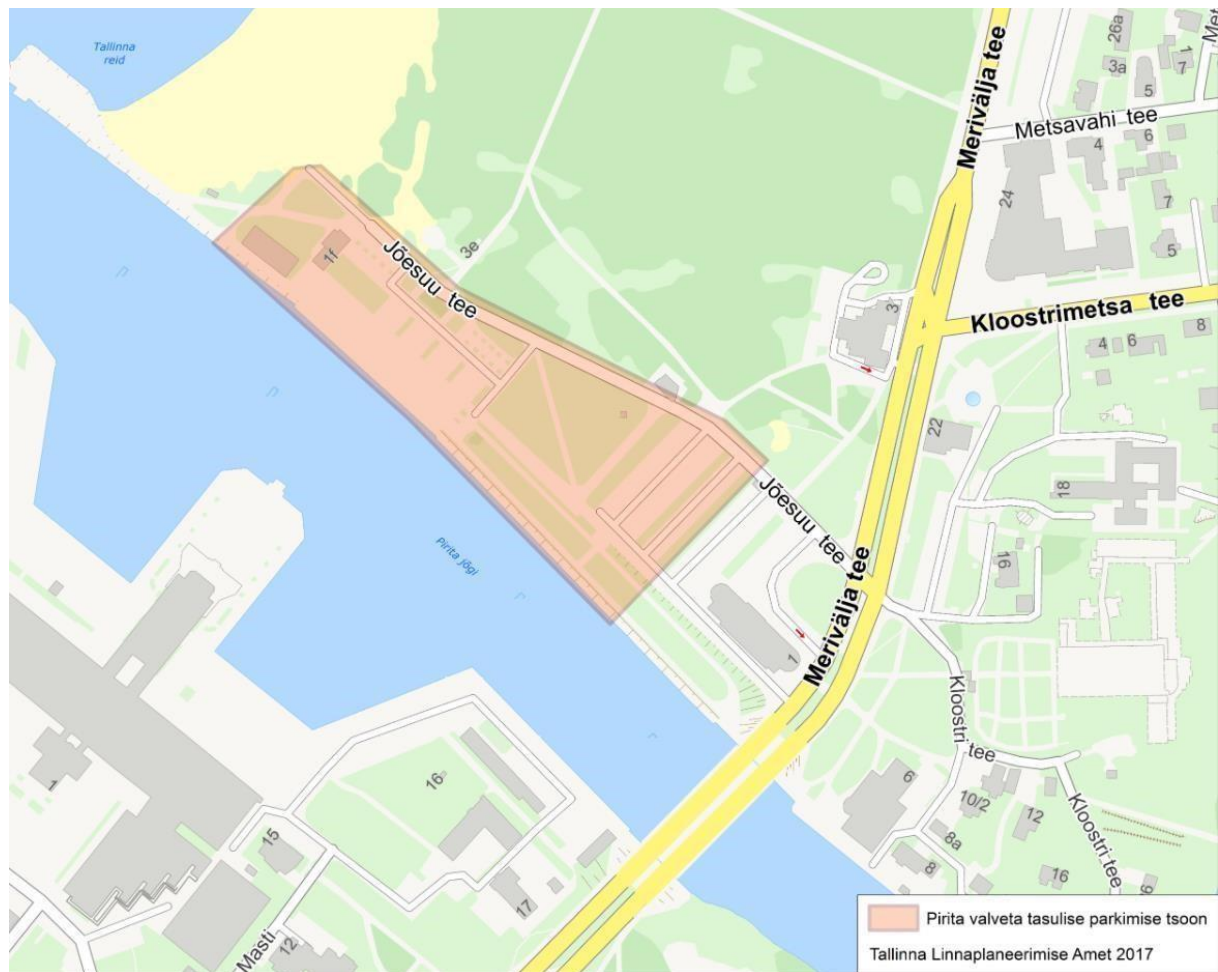 Tallinna
reid
26a
3a
1
7
5
Metsavahi tee
4
6
Merivälja tee
24
7
5
3e
1f
Jõesuu tee
3
Kloostrimetsa tee
4
6
8
22
18
Jõesuu tee
16
Pirita jõgi
Merivälja tee
1
Kloostri tee
6
10/2
12
Kloostri tee
8a
8
16
6
1
16
15
17
12
Masti
Pirita valveta tasulise parkimise tsoon
Tallinna Linnaplaneerimise Amet 2017